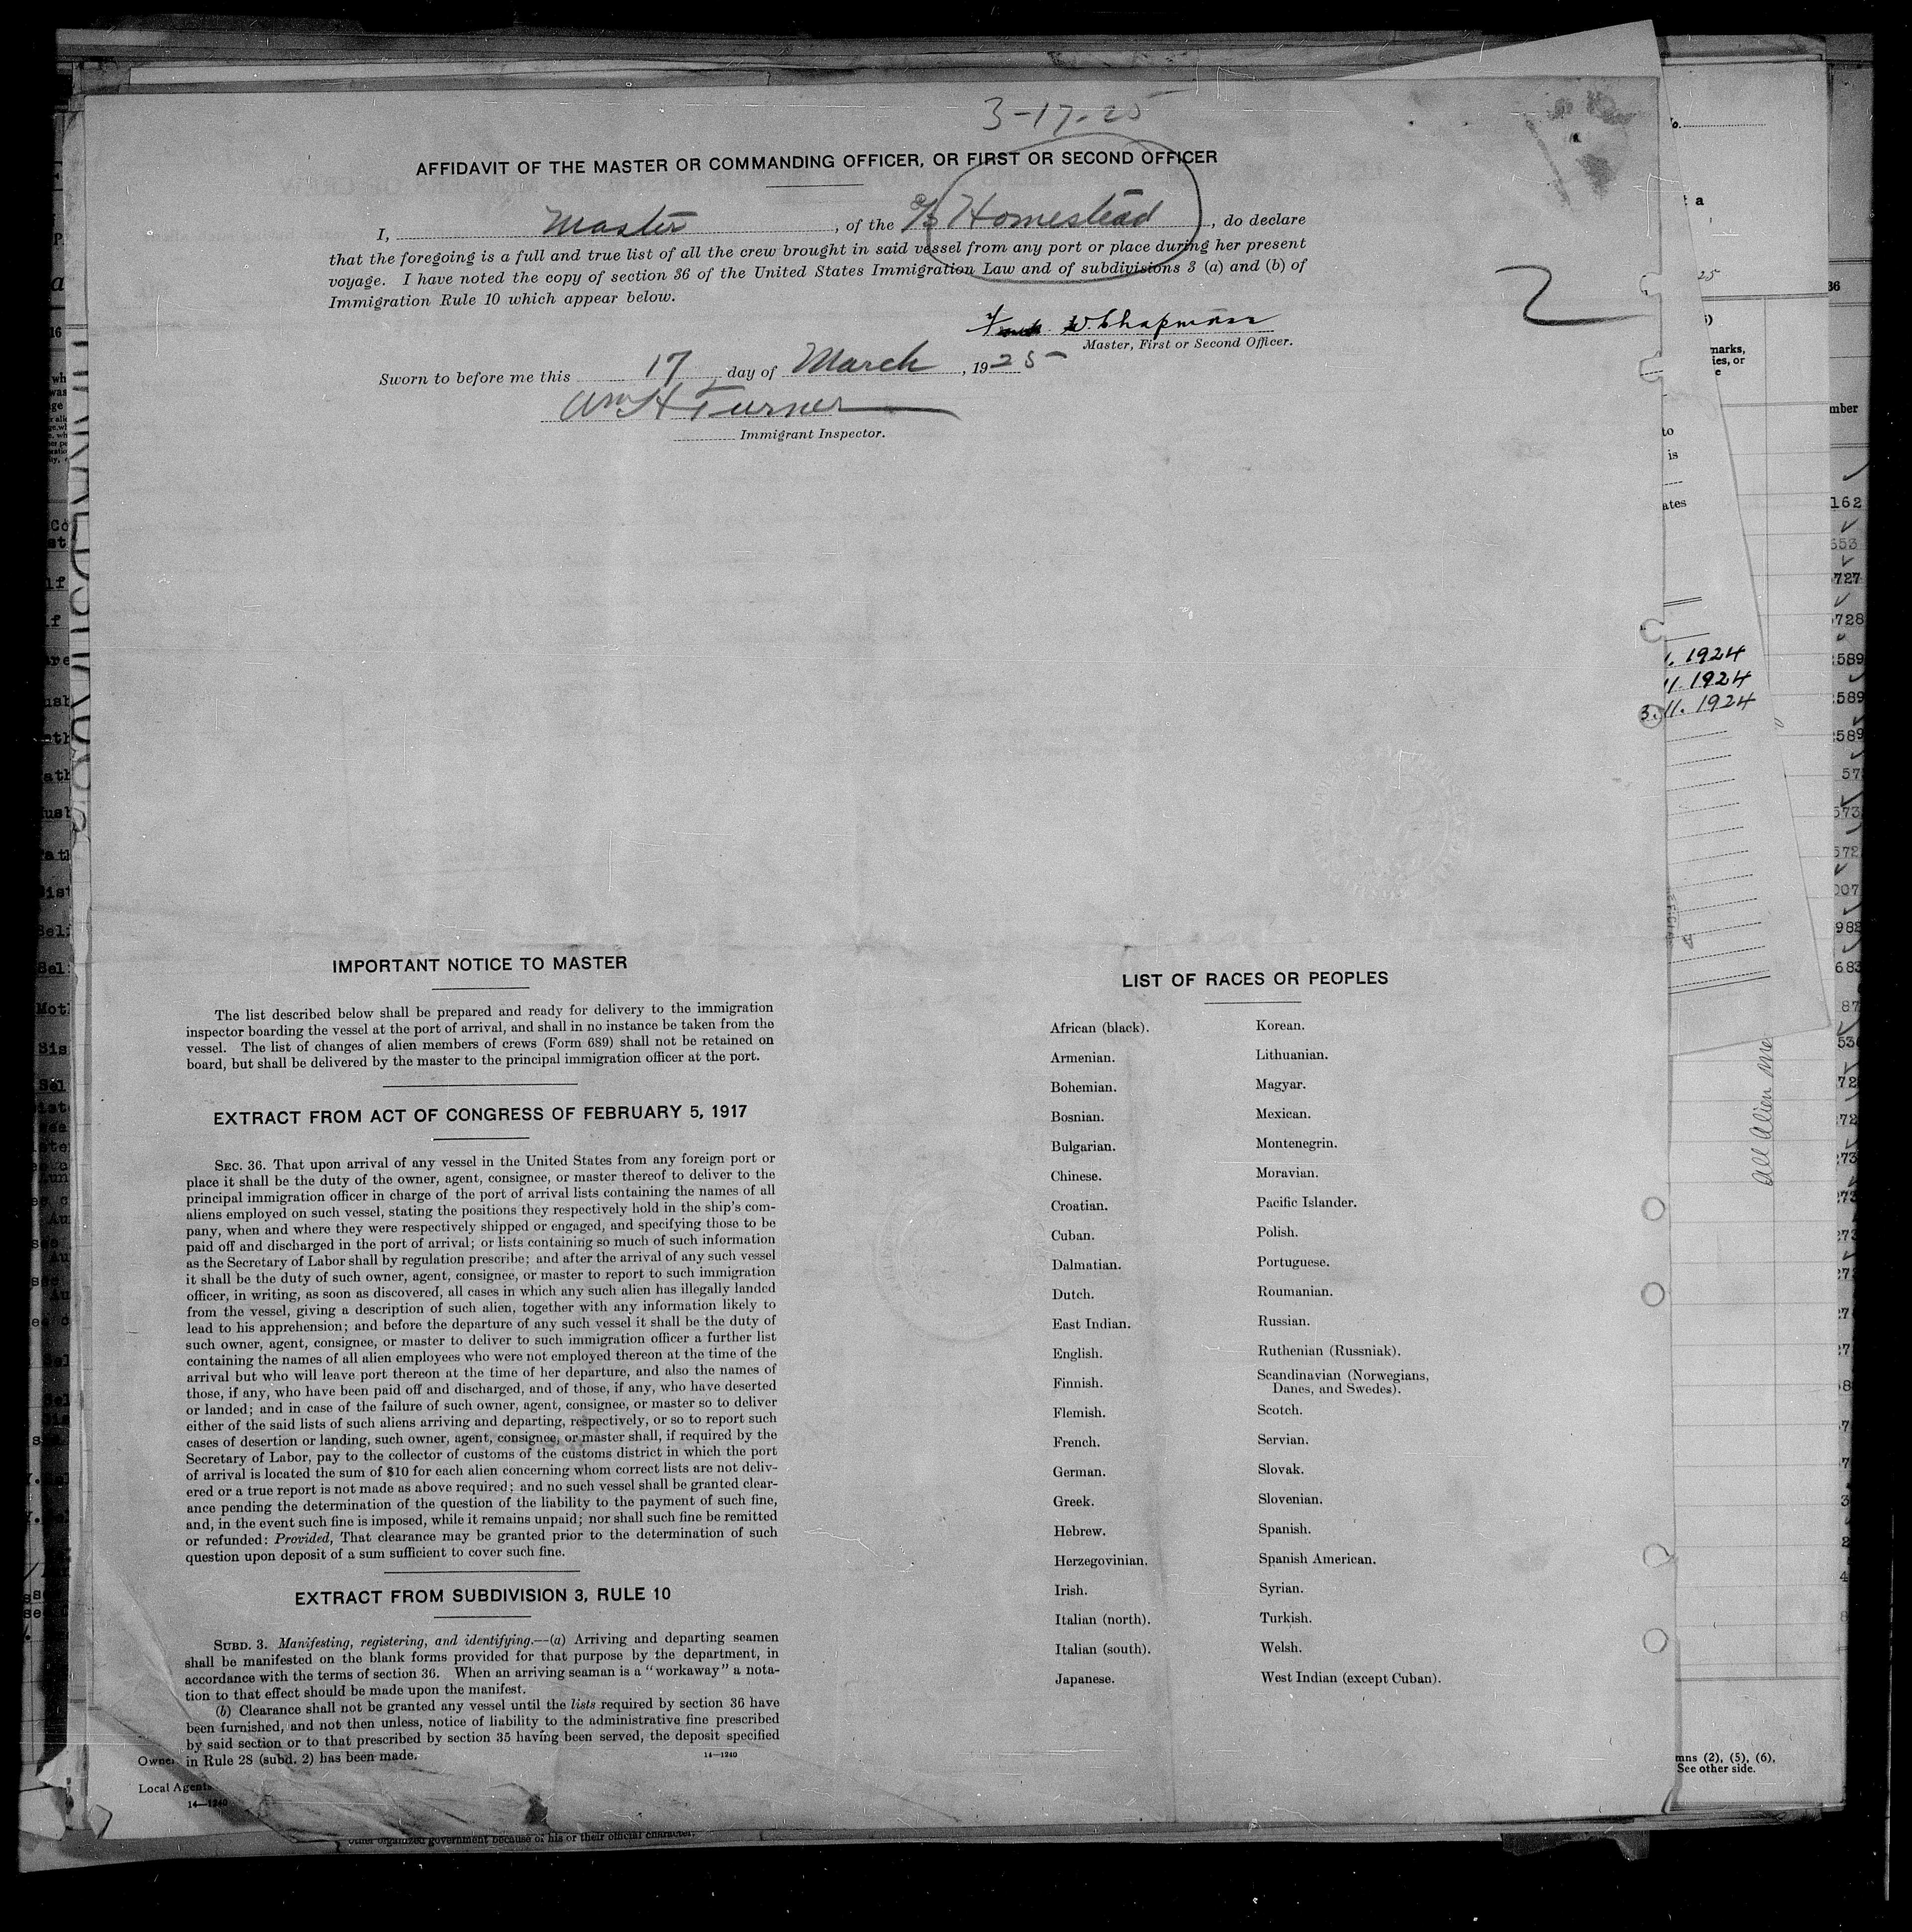 3-17-25
AFFIDAVIT OF THE MASTER OR COMMANDING OFFICER, OR FIRST OR SECOND OFFICER
I, Master, of the S/S Homestead, do declare
that the foregoing is a full and true list of all the crew brought in said vessel from any port or place during her present
voyage. I have noted the copy of section 36 of the United States Immigration Law and of subdivisions 3 (a) and (b) of
Immigration Rule 10 which appear below.
2
W. Chapman
Master, First or Second Officer.
Sworn to before me this 17 day of March, 1925
Wm H Turner
Immigrant Inspector.
IMPORTANT NOTICE TO MASTER
The list described below shall be prepared and ready for delivery to the immigration
inspector boarding the vessel at the port of arrival, and shall in no instance be taken from the
vessel. The list of changes of alien members of crews (Form 689) shall not be retained on
board, but shall be delivered by the master to the principal immigration officer at the port.
EXTRACT FROM ACT OF CONGRESS OF FEBRUARY 5, 1917
SEC. 36. That upon arrival of any vessel in the United States from any foreign port or
place it shall be the duty of the owner, agent, consignee, or master thereof to deliver to the
principal immigration officer in charge of the port of arrival lists containing the names of all
aliens employed on such vessel, stating the positions they respectively hold in the ship's com-
pany, when and where they were respectively shipped or engaged, and specifying those to be
paid off and discharged in the port of arrival; or lists containing so much of such information
as the Secretary of Labor shall by regulation prescribe; and after the arrival of any such vessel
it shall be the duty of such owner, agent, consignee, or master to report to such immigration
officer, in writing, as soon as discovered, all cases in which any such alien has illegally landed
from the vessel, giving a description of such alien, together with any information likely to
lead to his apprehension; and before the departure of any such vessel it shall be the duty of
such owner, agent, consignee, or master to deliver to such immigration officer a further list
containing the names of all alien employees who were not employed thereon at the time of the
arrival but who will leave port thereon at the time of her departure, and also the names of
those, if any, who have been paid off and discharged, and of those, if any, who have deserted
or landed; and in case of the failure of such owner, agent, consignee, or master so to deliver
either of the said lists of such aliens arriving and departing, respectively, or so to report such
cases of desertion or landing, such owner, agent, consignee, or master shall, if required by the
Secretary of Labor, pay to the collector of customs of the customs district in which the port
of arrival is located the sum of $10 for each alien concerning whom correct lists are not deliv-
ered or a true report is not made as above required; and no such vessel shall be granted clear-
ance pending the determination of the question of the liability to the payment of such fine,
and, in the event such fine is imposed, while it remains unpaid; nor shall such fine be remitted
or refunded: Provided, That clearance may be granted prior to the determination of such
question upon deposit of a sum sufficient to cover such fine.
EXTRACT FROM SUBDIVISION 3, RULE 10
SUBD. 3. Manifesting, registering, and identifying.—(a) Arriving and departing seamen
shall be manifested on the blank forms provided for that purpose by the department, in
accordance with the terms of section 36. When an arriving seaman is a "workaway" a nota-
tion to that effect should be made upon the manifest.
(b) Clearance shall not be granted any vessel until the lists required by section 36 have
been furnished, and not then unless, notice of liability to the administrative fine prescribed
by said section or to that prescribed by section 35 having been served, the deposit specified
in Rule 28 (subd. 2) has been made.
14—1240
Owner
Local Agents
14—1240
other organized government because of his or their official character.
LIST OF RACES OR PEOPLES
African (black).
Armenian.
Bohemian.
Bosnian.
Bulgarian.
Chinese.
Croatian.
Cuban.
Dalmatian.
Dutch.
East Indian.
English.
Finnish.
Flemish.
French.
German.
Greek.
Hebrew.
Herzegovinian.
Irish.
Italian (north).
Italian (south).
Japanese.
Korean.
Lithuanian.
Magyar.
Mexican.
Montenegrin.
Moravian.
Pacific Islander.
Polish.
Portuguese.
Roumanian.
Russian.
Ruthenian (Russniak).
Scandinavian (Norwegians,
Danes, and Swedes).
Scotch.
Servian.
Slovak.
Slovenian.
Spanish.
Spanish American.
Syrian.
Turkish.
Welsh.
West Indian (except Cuban).
1924
11. 1924
3. 11. 1924
All Alien
(2), (5), (6),
See other side.